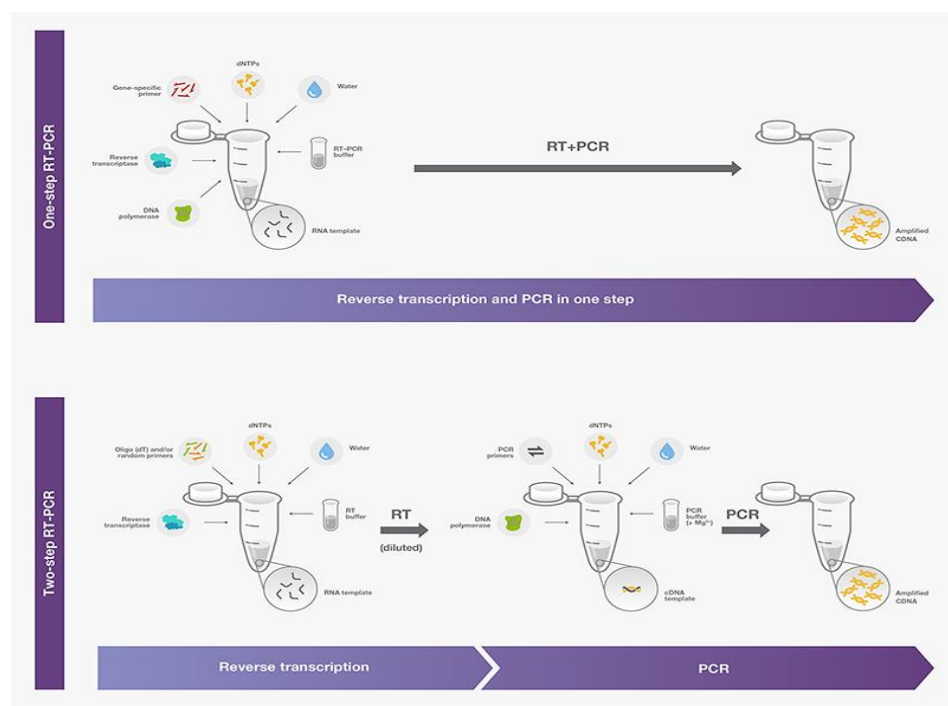 One-step RT-PCR
dNTPs
Gene-specific
primer
Water
Reverse
transcriptase
RT+PCR
buffer
DNA
polymerase
RNA template
RT+PCR
Amplified
CDNA
Reverse transcription and PCR in one step
Two-step RT-PCR
dNTPs
Oligo (dT) and/or
random primers
Water
Reverse
transcriptase
RT
buffer
RNA template
RT
(diluted)
dNTPs
PCR
primers
Water
DNA
polymerase
PCR
buffer
(+ Mg²⁺)
cDNA
template
PCR
Amplified
CDNA
Reverse transcription
PCR